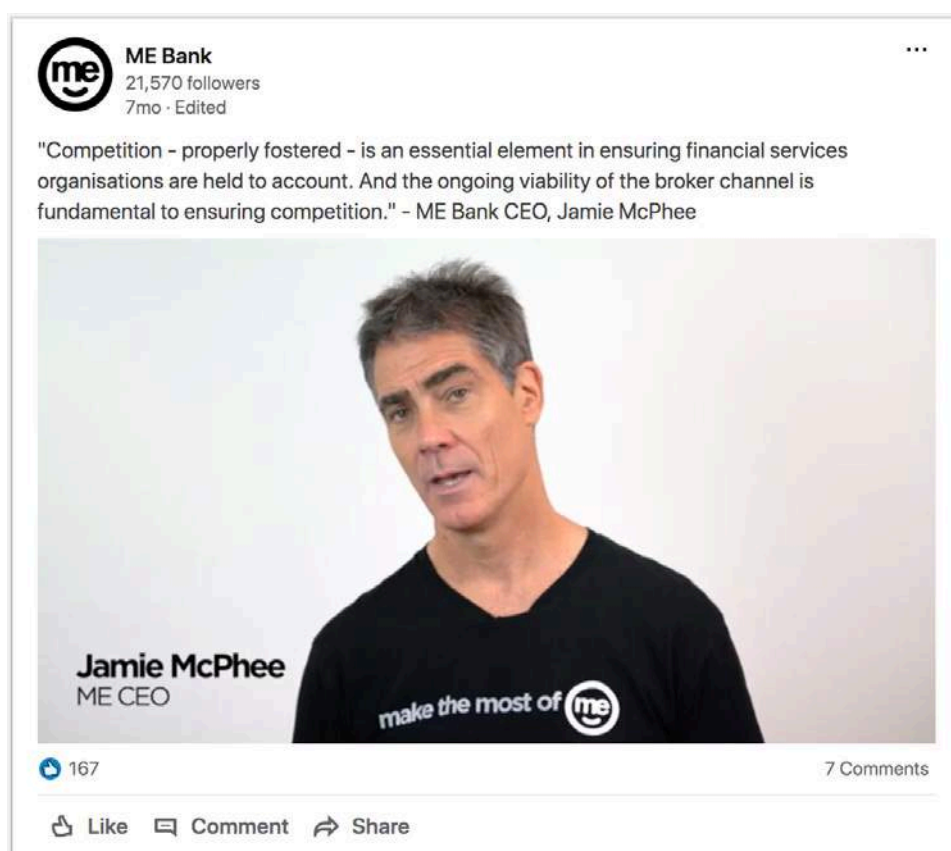 me
ME Bank
21,570 followers
7mo · Edited
"Competition - properly fostered - is an essential element in ensuring financial services
organisations are held to account. And the ongoing viability of the broker channel is
fundamental to ensuring competition." - ME Bank CEO, Jamie McPhee
Jamie McPhee
ME CEO
make the most of me
167
7 Comments
Like Comment Share